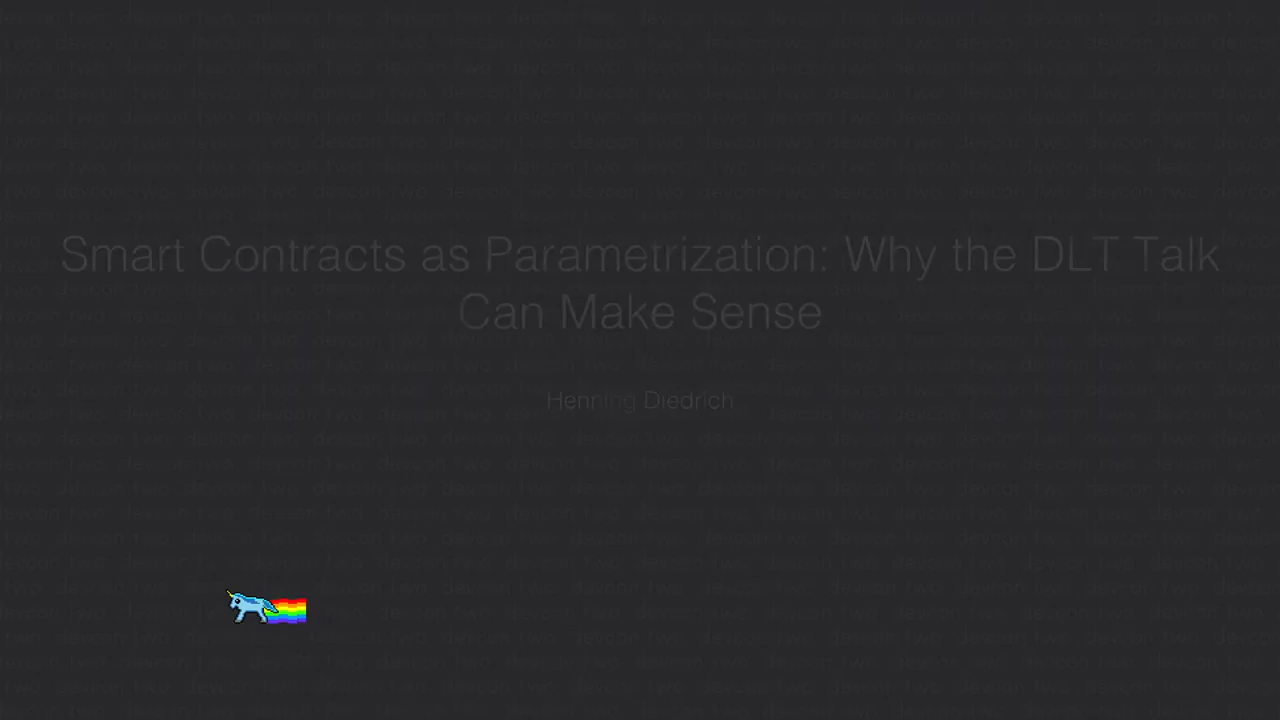 Smart Contracts as Parametrization: Why the DLT Talk
Can Make Sense
Henning Diedrich